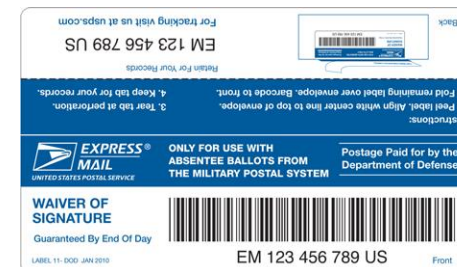 For tracking visit us at usps.com
EM 123 456 789 US
Retain For Your Records
Back
3. Tear tab at perforation.
4. Keep tab for your records.
structions:
Peel label. Align white center line to top of envelope.
Fold remaining label over envelope. Barcode to front.
EXPRESS®
MAIL
UNITED STATES POSTAL SERVICE
ONLY FOR USE WITH
ABSENTEE BALLOTS FROM
THE MILITARY POSTAL SYSTEM
Postage Paid for by the
Department of Defense
WAIVER OF
SIGNATURE
Guaranteed By End Of Day
LABEL 11- DOD JAN 2010
EM 123 456 789 US
Front